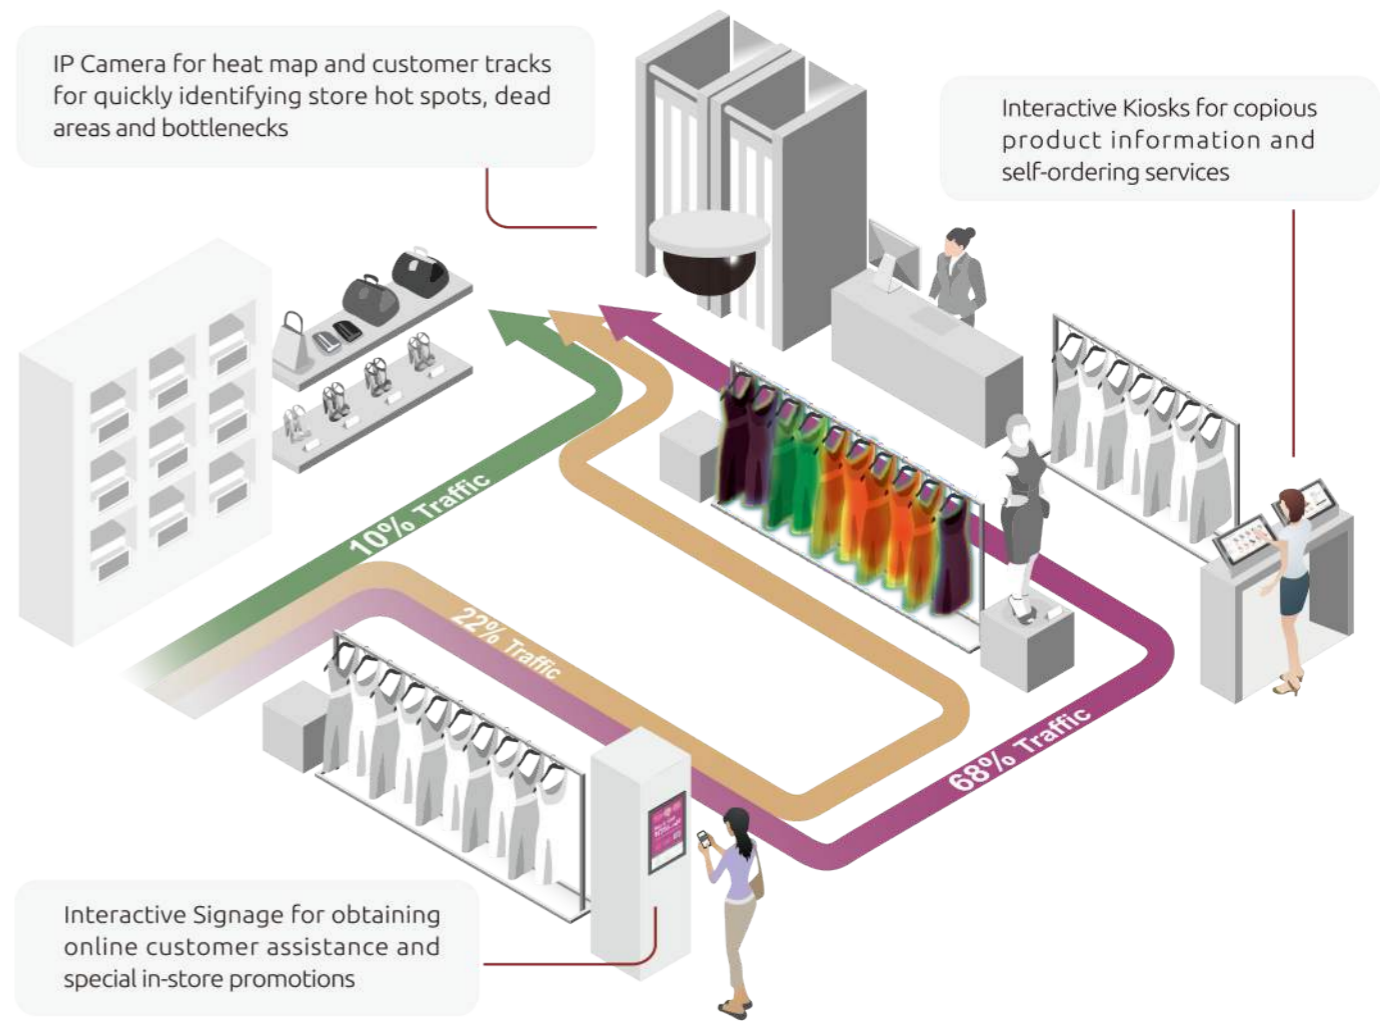 IP Camera for heat map and customer tracks
for quickly identifying store hot spots, dead
areas and bottlenecks
Interactive Kiosks for copious
product information and
self-ordering services
10% Traffic
22% Traffic
68% Traffic
Interactive Signage for obtaining
online customer assistance and
special in-store promotions